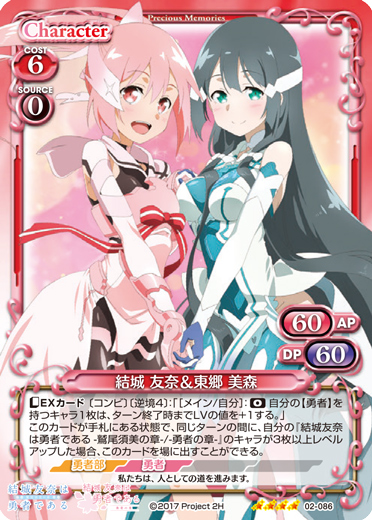 Precious Memories
Character
COST
6
SOURCE
0
60 AP
DP 60
結城 友奈&東郷 美森
EXカード [コンビ] [逆境4]:「[メイン/自分]: 自分の【勇者】を
持つキャラ1枚は、ターン終了時までLVの値を+1する。」
このカードが手札にある状態で、同じターンの間に、自分の『結城友奈
は勇者である -鷲尾須美の章-/-勇者の章-』のキャラが3枚以上レベル
アップした場合、このカードを場に出すことができる。
勇者部 勇者
私たちは、人としての道を進みます。
結城友奈は
勇者である
©2017 Project 2H
02-086